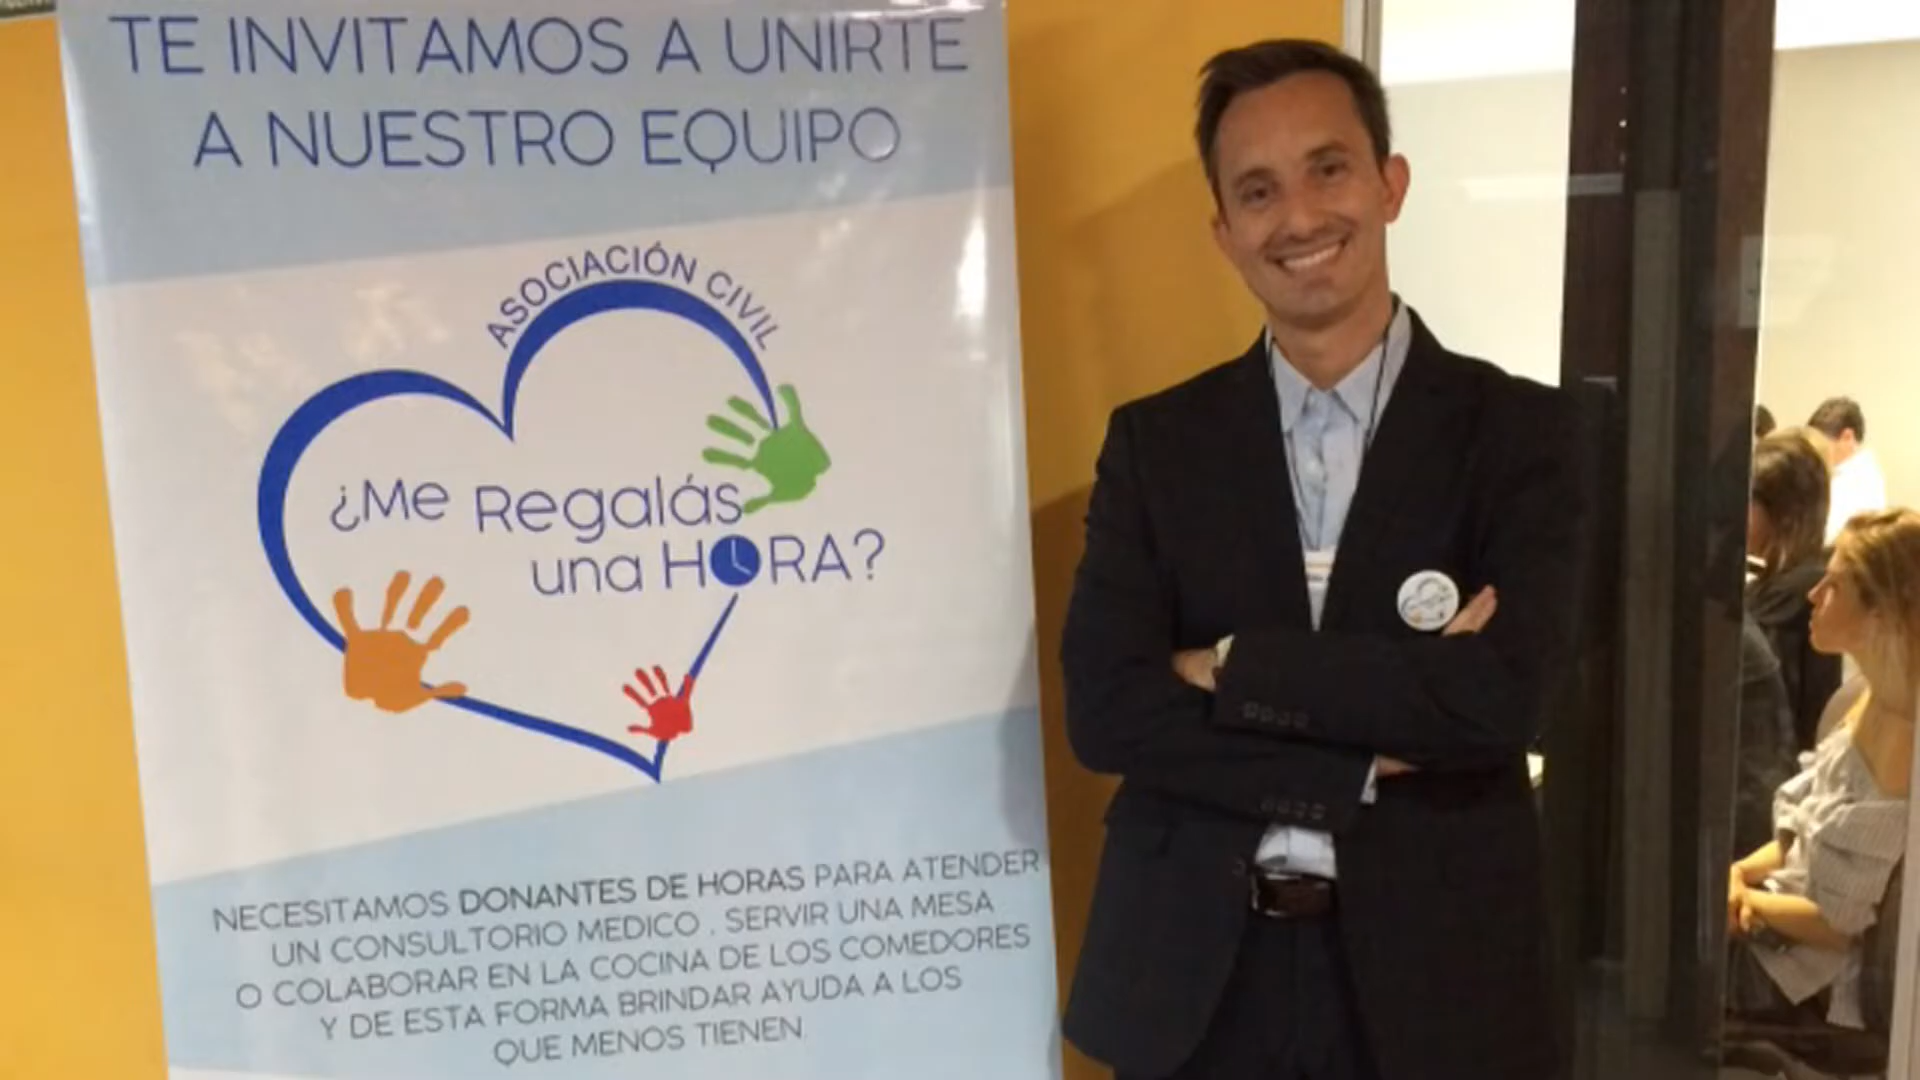 TE INVITAMOS A UNIRTE
A NUESTRO EQUIPO
ASOCIACIÓN CIVIL
¿Me Regalás
una HORA?
NECESITAMOS DONANTES DE HORAS PARA ATENDER
UN CONSULTORIO MEDICO , SERVIR UNA MESA
O COLABORAR EN LA COCINA DE LOS COMEDORES
Y DE ESTA FORMA BRINDAR AYUDA A LOS
QUE MENOS TIENEN.